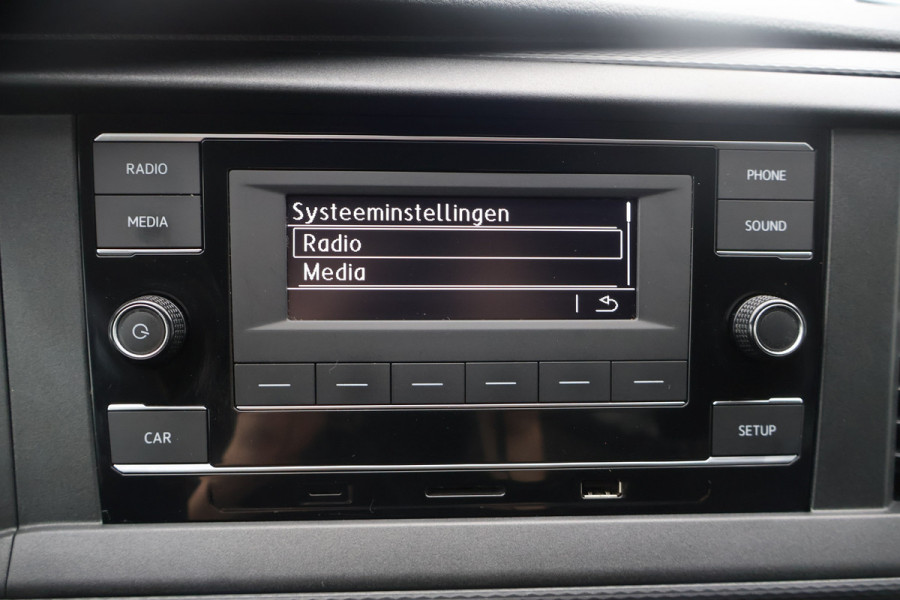 RADIO
MEDIA
PHONE
SOUND
Systeeminstellingen
Radio
Media
CAR
SETUP